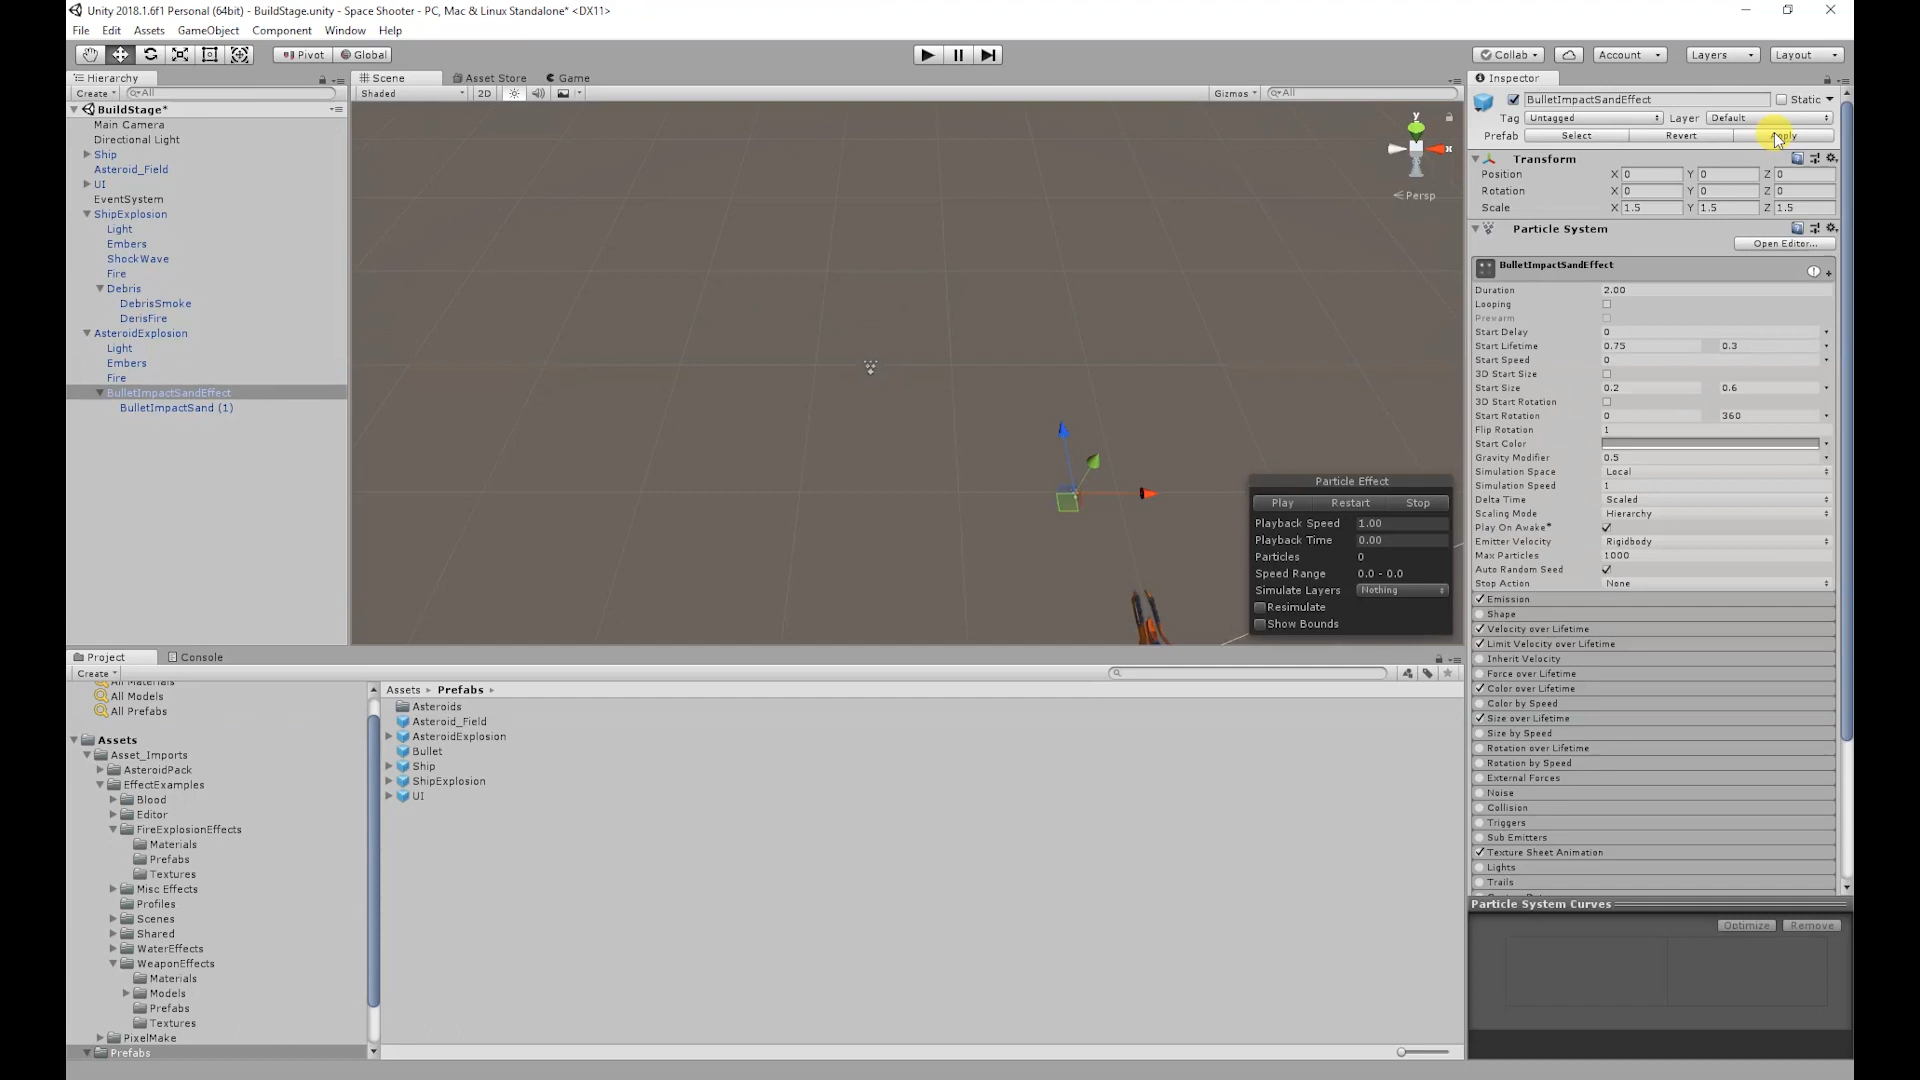 Unity 2018.1.6f1 Personal (64bit) - BuildStage.unity - Space Shooter - PC, Mac & Linux Standalone* <DX11>
File Edit Assets GameObject Component Window Help
Pivot Global Collab Account Layers Layout
Hierarchy
Create All
BuildStage*
Main Camera
Directional Light
Ship
Asteroid_Field
UI
EventSystem
ShipExplosion
Light
Embers
ShockWave
Fire
Debris
DebrisSmoke
DerisFire
AsteroidExplosion
Light
Embers
Fire
BulletImpactSandEffect
BulletImpactSand (1)
Scene Asset Store Game
Shaded 2D Gizmos All
y
x
Persp
Particle Effect
Play Restart Stop
Playback Speed 1.00
Playback Time 0.00
Particles 0
Speed Range 0.0 - 0.0
Simulate Layers Nothing
Resimulate
Show Bounds
Inspector
BulletImpactSandEffect Static
Tag Untagged Layer Default
Prefab Select Revert Apply
Transform
Position X 0 Y 0 Z 0
Rotation X 0 Y 0 Z 0
Scale X 1.5 Y 1.5 Z 1.5
Particle System
Open Editor...
BulletImpactSandEffect
Duration 2.00
Looping
Prewarm
Start Delay 0
Start Lifetime 0.75 0.3
Start Speed 0
3D Start Size
Start Size 0.2 0.6
3D Start Rotation
Start Rotation 0 360
Flip Rotation 1
Start Color
Gravity Modifier 0.5
Simulation Space Local
Simulation Speed 1
Delta Time Scaled
Scaling Mode Hierarchy
Play On Awake*
Emitter Velocity Rigidbody
Max Particles 1000
Auto Random Seed
Stop Action None
Emission
Shape
Velocity over Lifetime
Limit Velocity over Lifetime
Inherit Velocity
Force over Lifetime
Color over Lifetime
Color by Speed
Size over Lifetime
Size by Speed
Rotation over Lifetime
Rotation by Speed
External Forces
Noise
Collision
Triggers
Sub Emitters
Texture Sheet Animation
Lights
Trails
Particle System Curves
Optimize Remove
Project Console
Create
All Materials
All Models
All Prefabs
Assets
Asset_Imports
AsteroidPack
EffectExamples
Blood
Editor
FireExplosionEffects
Materials
Prefabs
Textures
Misc Effects
Profiles
Scenes
Shared
WaterEffects
WeaponEffects
Materials
Models
Prefabs
Textures
PixelMake
Prefabs
Assets Prefabs
Asteroids
Asteroid_Field
AsteroidExplosion
Bullet
Ship
ShipExplosion
UI